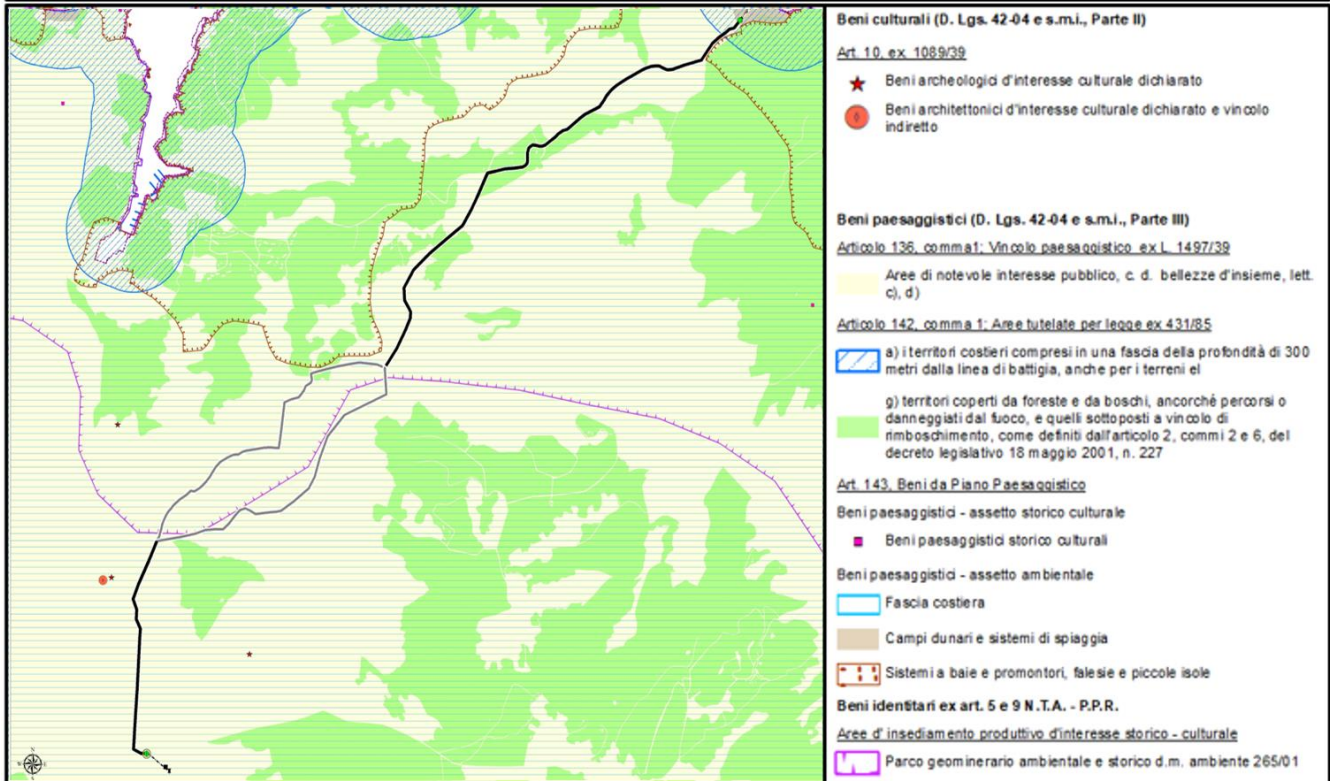 Beni culturali (D. Lgs. 42-04 e s.m.i., Parte II)
Art. 10, ex. 1089/39
Beni archeologici d'interesse culturale dichiarato
Beni architettonici d'interesse culturale dichiarato e vincolo
indiretto
Beni paesaggistici (D. Lgs. 42-04 e s.m.i., Parte III)
Articolo 136, comma1: Vincolo paesaggistico ex L. 1497/39
Aree di notevole interesse pubblico, c. d. bellezze d'insieme, lett.
c), d)
Articolo 142, comma 1: Aree tutelate per legge ex 431/85
a) i territori costieri compresi in una fascia della profondità di 300
metri dalla linea di battigia, anche per i terreni el
g) territori coperti da foreste e da boschi, ancorché percorsi o
danneggiati dal fuoco, e quelli sottoposti a vincolo di
rimboschimento, come definiti dall'articolo 2, commi 2 e 6, del
decreto legislativo 18 maggio 2001, n. 227
Art. 143, Beni da Piano Paesaggistico
Beni paesaggistici - assetto storico culturale
Beni paesaggistici storico culturali
Beni paesaggistici - assetto ambientale
Fascia costiera
Campi dunari e sistemi di spiaggia
Sistemi a baie e promontori, falesie e piccole isole
Beni identitari ex art. 5 e 9 N.T.A. - P.P.R.
Aree d' insediamento produttivo d'interesse storico - culturale
Parco geominerario ambientale e storico d.m. ambiente 265/01